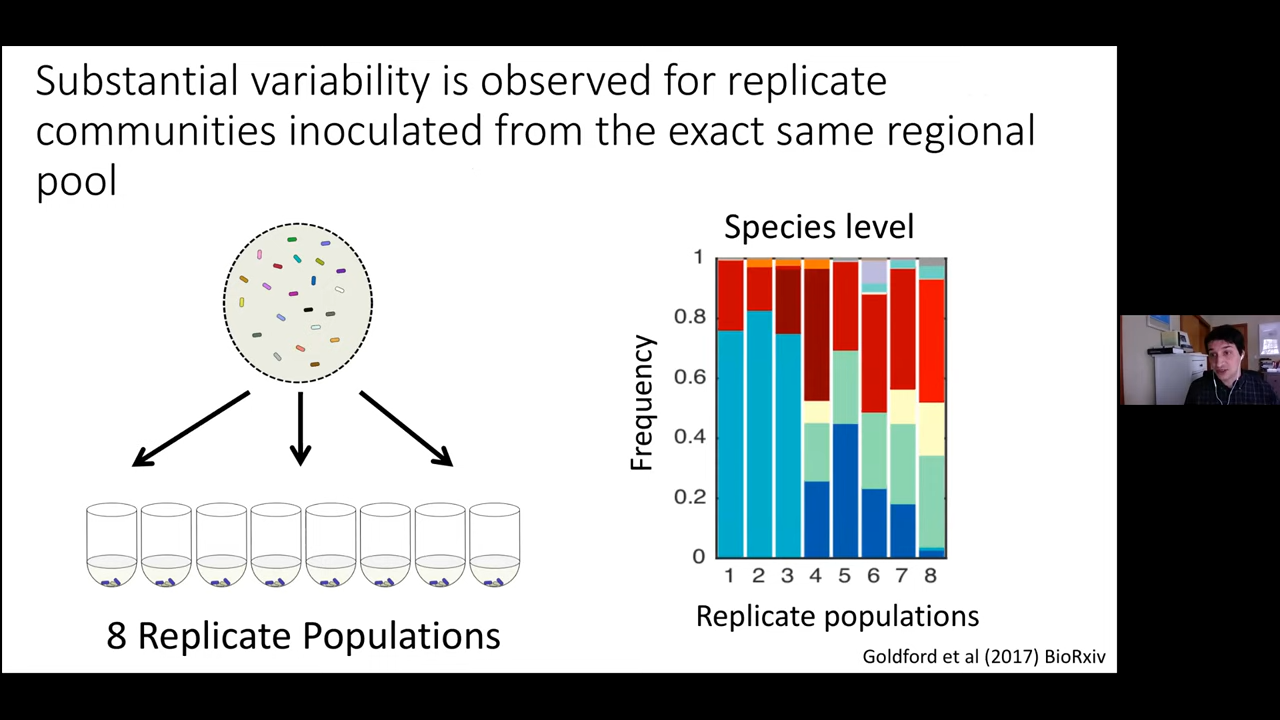 Substantial variability is observed for replicate
communities inoculated from the exact same regional
pool
Species level
Frequency
1
0.8
0.6
0.4
0.2
0
1 2 3 4 5 6 7 8
Replicate populations
8 Replicate Populations
Goldford et al (2017) BioRxiv